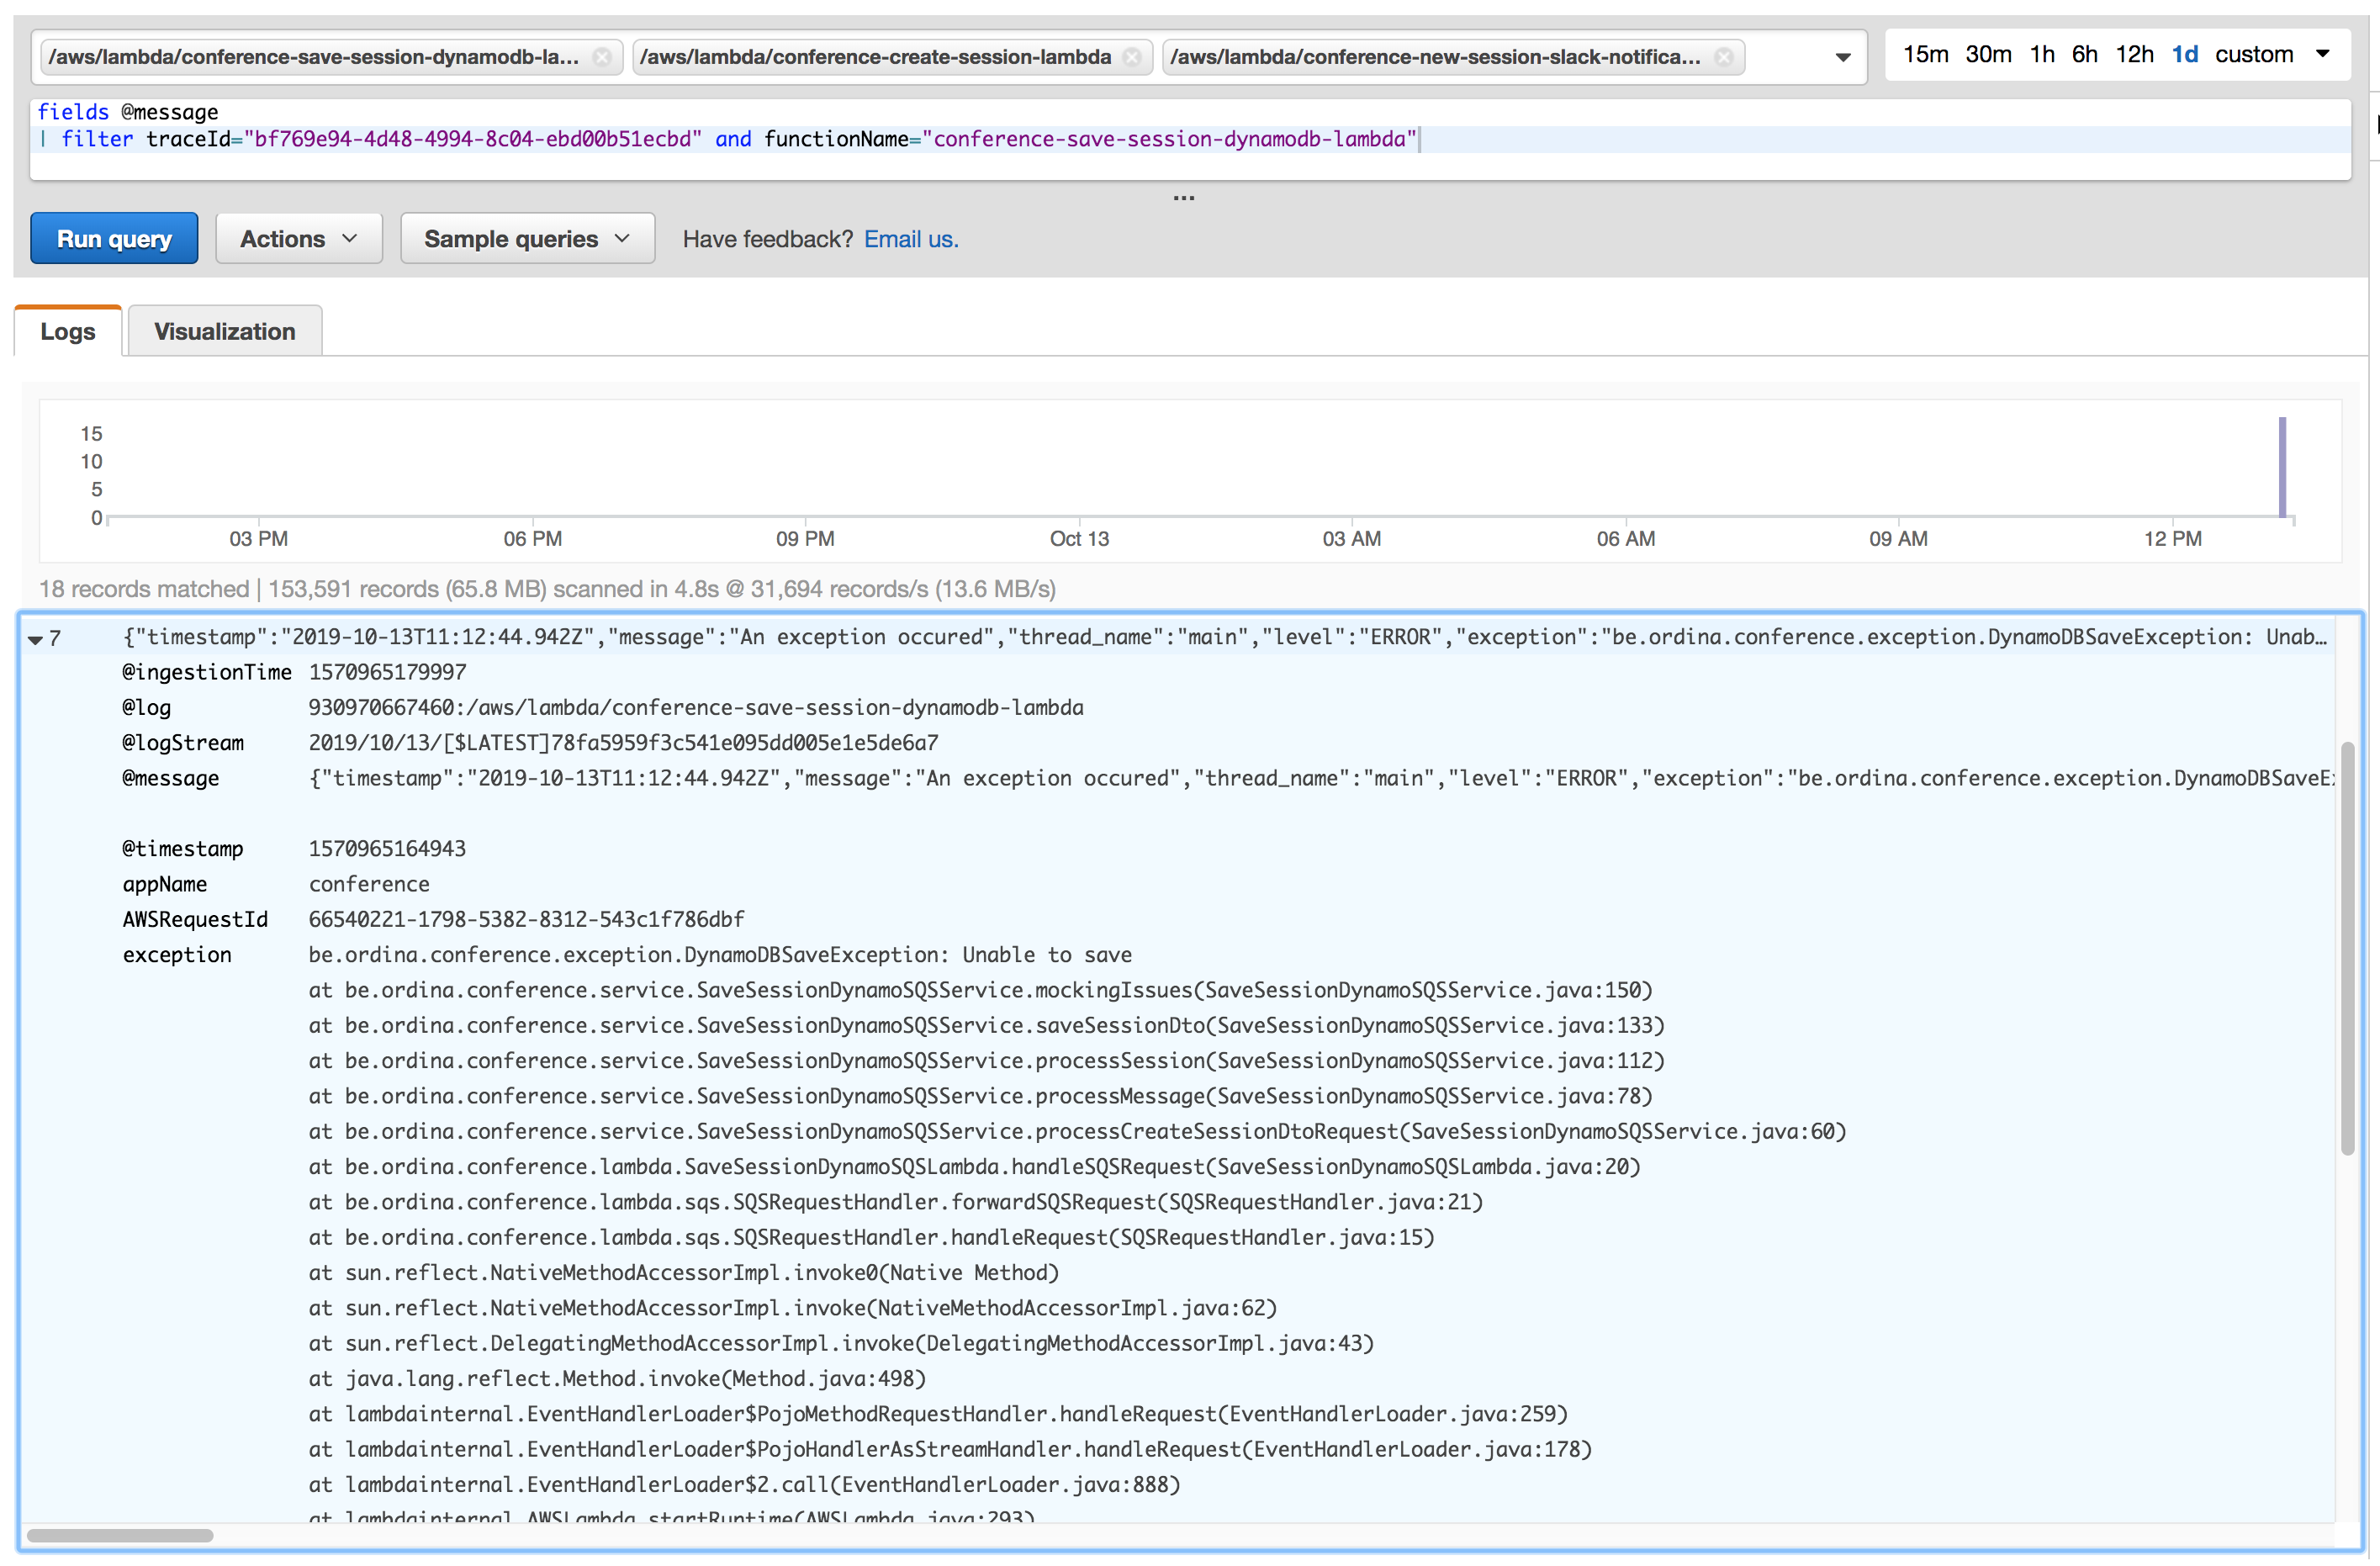 /aws/lambda/conference-save-session-dynamodb-la... /aws/lambda/conference-create-session-lambda /aws/lambda/conference-new-session-slack-notifica... 15m 30m 1h 6h 12h 1d custom
fields @message
| filter traceId="bf769e94-4d48-4994-8c04-ebd00b51ecbd" and functionName="conference-save-session-dynamodb-lambda"
...
Run query Actions Sample queries Have feedback? Email us.
Logs Visualization
15
10
5
0
03 PM 06 PM 09 PM Oct 13 03 AM 06 AM 09 AM 12 PM
18 records matched | 153,591 records (65.8 MB) scanned in 4.8s @ 31,694 records/s (13.6 MB/s)
7 {"timestamp":"2019-10-13T11:12:44.942Z","message":"An exception occured","thread_name":"main","level":"ERROR","exception":"be.ordina.conference.exception.DynamoDBSaveException: Unab...
@ingestionTime 1570965179997
@log 930970667460:/aws/lambda/conference-save-session-dynamodb-lambda
@logStream 2019/10/13/[$LATEST]78fa5959f3c541e095dd005e1e5de6a7
@message {"timestamp":"2019-10-13T11:12:44.942Z","message":"An exception occured","thread_name":"main","level":"ERROR","exception":"be.ordina.conference.exception.DynamoDBSaveEx
@timestamp 1570965164943
appName conference
AWSRequestId 66540221-1798-5382-8312-543c1f786dbf
exception be.ordina.conference.exception.DynamoDBSaveException: Unable to save
at be.ordina.conference.service.SaveSessionDynamoSQSService.mockingIssues(SaveSessionDynamoSQSService.java:150)
at be.ordina.conference.service.SaveSessionDynamoSQSService.saveSessionDto(SaveSessionDynamoSQSService.java:133)
at be.ordina.conference.service.SaveSessionDynamoSQSService.processSession(SaveSessionDynamoSQSService.java:112)
at be.ordina.conference.service.SaveSessionDynamoSQSService.processMessage(SaveSessionDynamoSQSService.java:78)
at be.ordina.conference.service.SaveSessionDynamoSQSService.processCreateSessionDtoRequest(SaveSessionDynamoSQSService.java:60)
at be.ordina.conference.lambda.SaveSessionDynamoSQSLambda.handleSQSRequest(SaveSessionDynamoSQSLambda.java:20)
at be.ordina.conference.lambda.sqs.SQSRequestHandler.forwardSQSRequest(SQSRequestHandler.java:21)
at be.ordina.conference.lambda.sqs.SQSRequestHandler.handleRequest(SQSRequestHandler.java:15)
at sun.reflect.NativeMethodAccessorImpl.invoke0(Native Method)
at sun.reflect.NativeMethodAccessorImpl.invoke(NativeMethodAccessorImpl.java:62)
at sun.reflect.DelegatingMethodAccessorImpl.invoke(DelegatingMethodAccessorImpl.java:43)
at java.lang.reflect.Method.invoke(Method.java:498)
at lambdainternal.EventHandlerLoader$PojoMethodRequestHandler.handleRequest(EventHandlerLoader.java:259)
at lambdainternal.EventHandlerLoader$PojoHandlerAsStreamHandler.handleRequest(EventHandlerLoader.java:178)
at lambdainternal.EventHandlerLoader$2.call(EventHandlerLoader.java:888)
at lambdainternal.AWSLambda.startRuntime(AWSLambda.java:293)